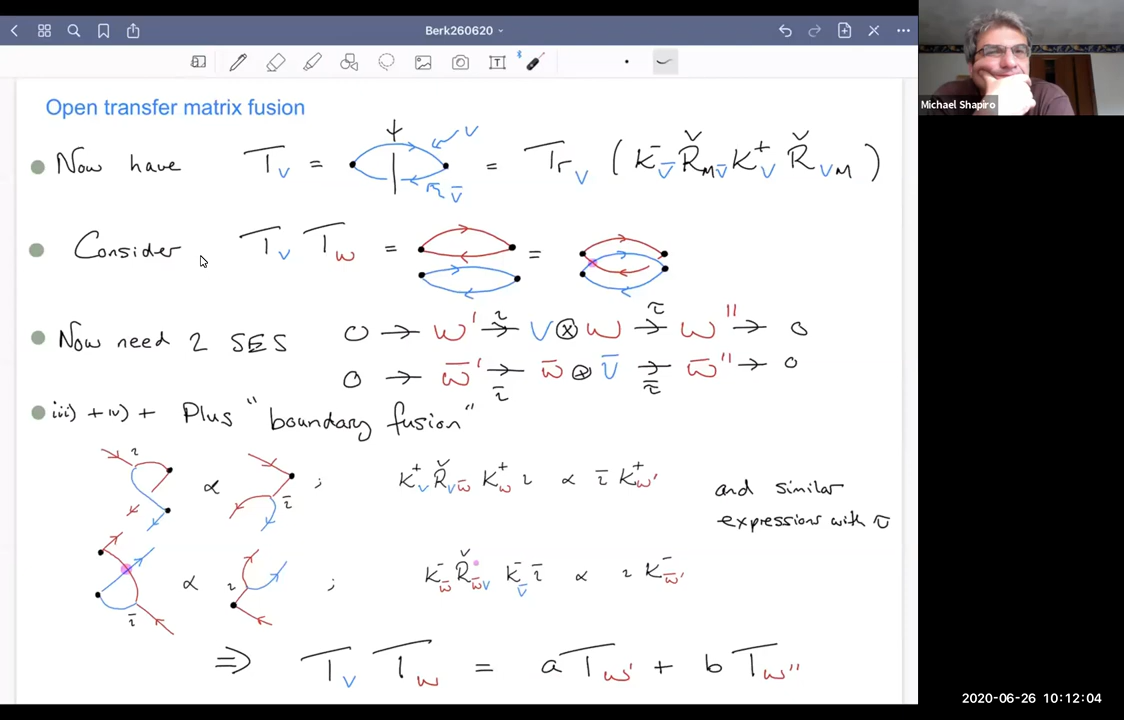 Berk260620
Michael Shapiro
Open transfer matrix fusion
Now have T_V = V V̄ = Tr_V ( K⁻_V̄ Ř_MV̄ K⁺_V Ř_VM )
Consider T_V T_W = =
Now need 2 SES 0 → W' →^ι V ⊗ W →^τ W'' → 0
0 → W̄' →_ῑ W̄ ⊗ V̄ →_τ̄ W̄'' → 0
iii) + iv) + Plus "boundary fusion"
ι ∝ ῑ ; K⁺_V Ř_VW̄ K⁺_W ι ∝ ῑ K⁺_W' and similar
expressions with τ
ῑ ∝ ι ; K⁻_W̄ Ř_W̄V K⁻_V̄ ῑ ∝ ι K⁻_W̄'
⇒ T_V T_W = a T_W' + b T_W''
2020-06-26 10:12:04